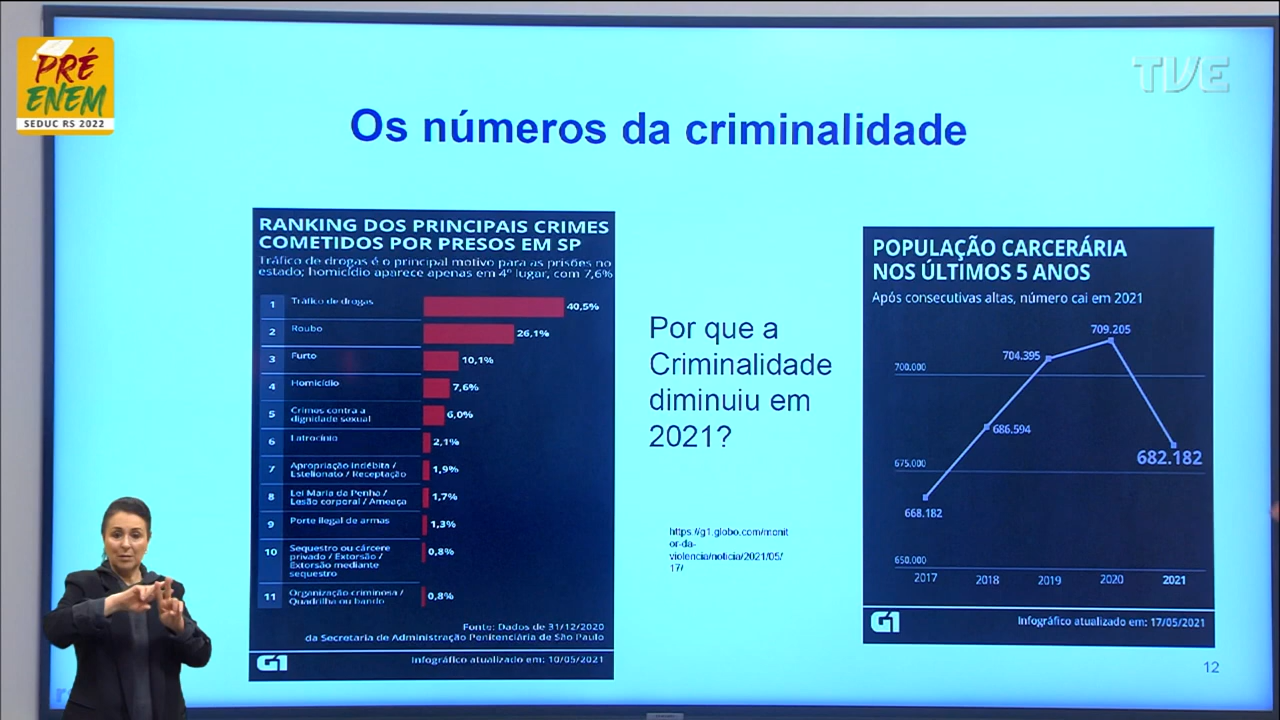 PRÉ
ENEM
SEDUC RS 2022
TVE
Os números da criminalidade
RANKING DOS PRINCIPAIS CRIMES
COMETIDOS POR PRESOS EM SP
Tráfico de drogas é o principal motivo para as prisões no
estado; homicídio aparece apenas em 4º lugar, com 7,6%
1 Tráfico de drogas 40,5%
2 Roubo 26,1%
3 Furto 10,1%
4 Homicídio 7,6%
5 Crimes contra a
dignidade sexual 6,0%
6 Latrocínio 2,1%
7 Apropriação indébita /
Estelionato / Receptação 1,9%
8 Lei Maria da Penha /
Lesão corporal / Ameaça 1,7%
9 Porte ilegal de armas 1,3%
10 Sequestro ou cárcere
privado / Extorsão /
Extorsão mediante
sequestro 0,8%
11 Organização criminosa /
Quadrilha ou bando 0,8%
Fonte: Dados de 31/12/2020
da Secretaria de Administração Penitenciária de São Paulo
G1 Infográfico atualizado em: 10/05/2021
Por que a
Criminalidade
diminuiu em
2021?
https://g1.globo.com/monit
or-da-
violencia/noticia/2021/05/
17/
POPULAÇÃO CARCERÁRIA
NOS ÚLTIMOS 5 ANOS
Após consecutivas altas, número cai em 2021
709.205
704.395
700.000
686.594
682.182
675.000
668.182
650.000
2017 2018 2019 2020 2021
G1 Infográfico atualizado em: 17/05/2021
12